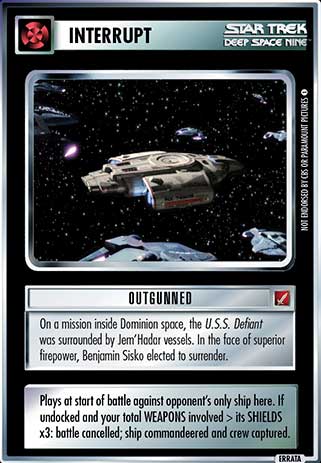 INTERRUPT
STAR TREK
DEEP SPACE NINE
NOT ENDORSED BY CBS OR PARAMOUNT PICTURES
OUTGUNNED
On a mission inside Dominion space, the U.S.S. Defiant
was surrounded by Jem'Hadar vessels. In the face of superior
firepower, Benjamin Sisko elected to surrender.
Plays at start of battle against opponent's only ship here. If
undocked and your total WEAPONS involved > its SHIELDS
x3: battle cancelled; ship commandeered and crew captured.
ERRATA